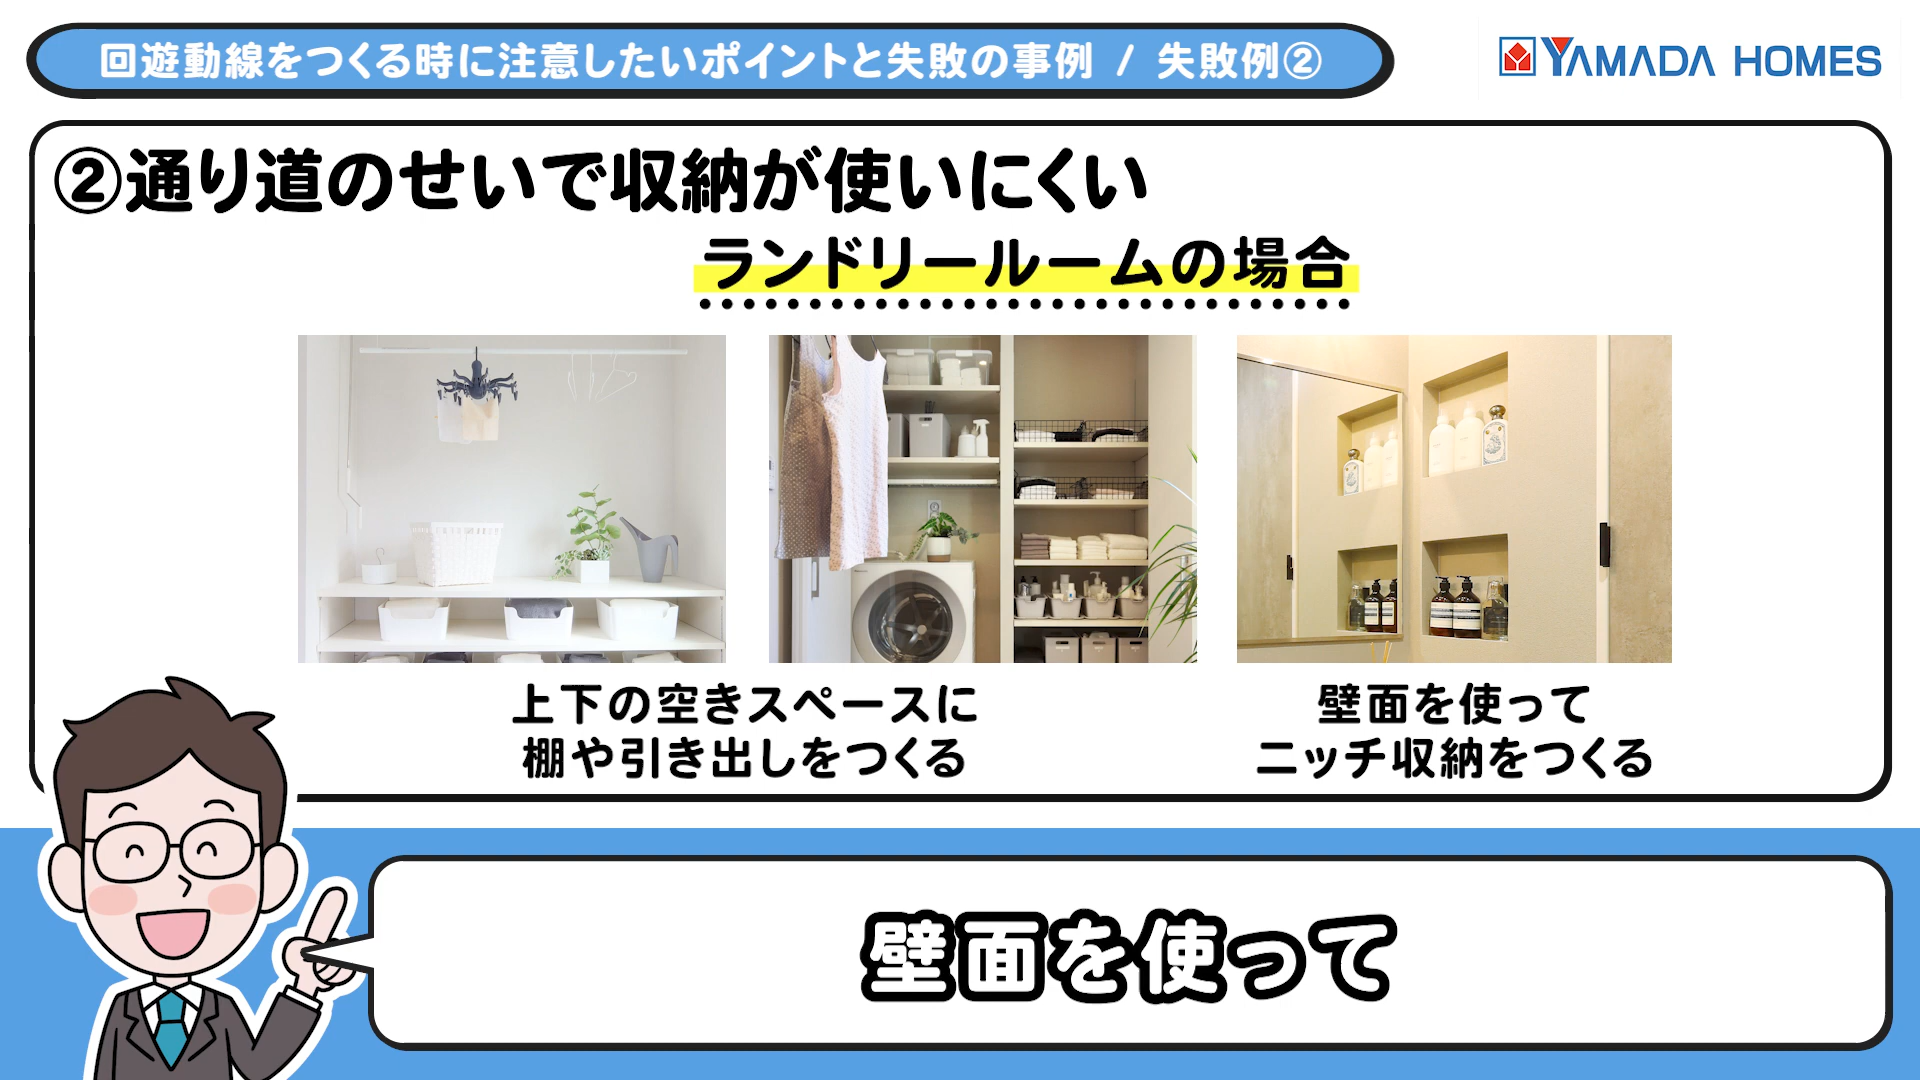 回遊動線をつくる時に注意したいポイントと失敗の事例 / 失敗例②
YAMADA HOMES
②通り道のせいで収納が使いにくい
ランドリールームの場合
上下の空きスペースに
棚や引き出しをつくる
壁面を使って
ニッチ収納をつくる
壁面を使って